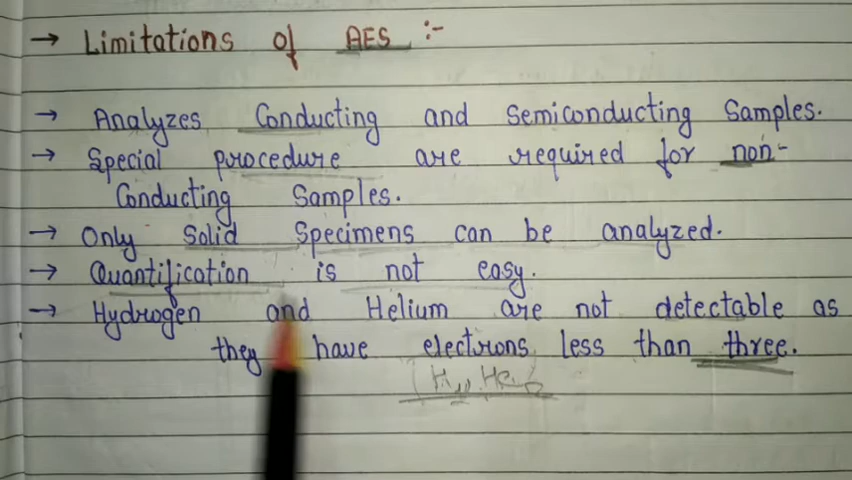 → Limitations of AES :-
→ Analyzes Conducting and Semiconducting Samples.
→ Special procedure are required for non-
Conducting Samples.
→ Only Solid Specimens can be analyzed.
→ Quantification is not easy.
→ Hydrogen and Helium are not detectable as
they have electrons less than three.